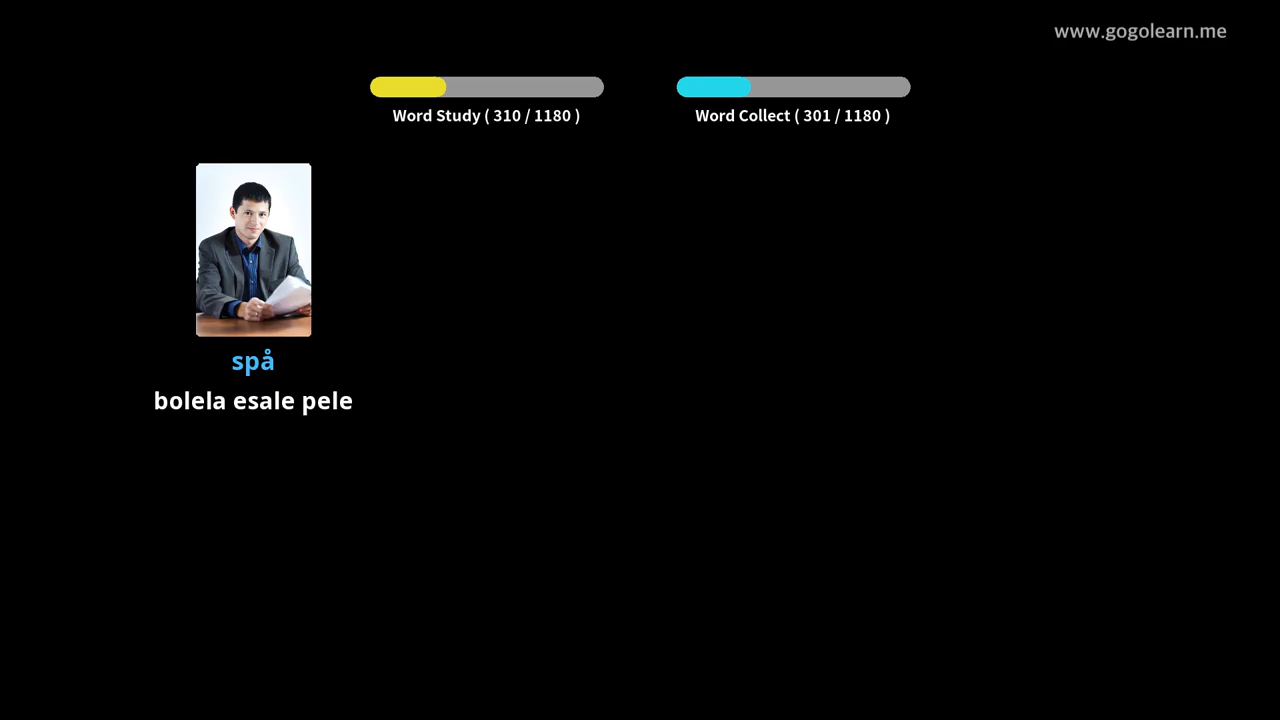 www.gogolearn.me
Word Study ( 310 / 1180 )
Word Collect ( 301 / 1180 )
spå
bolela esale pele